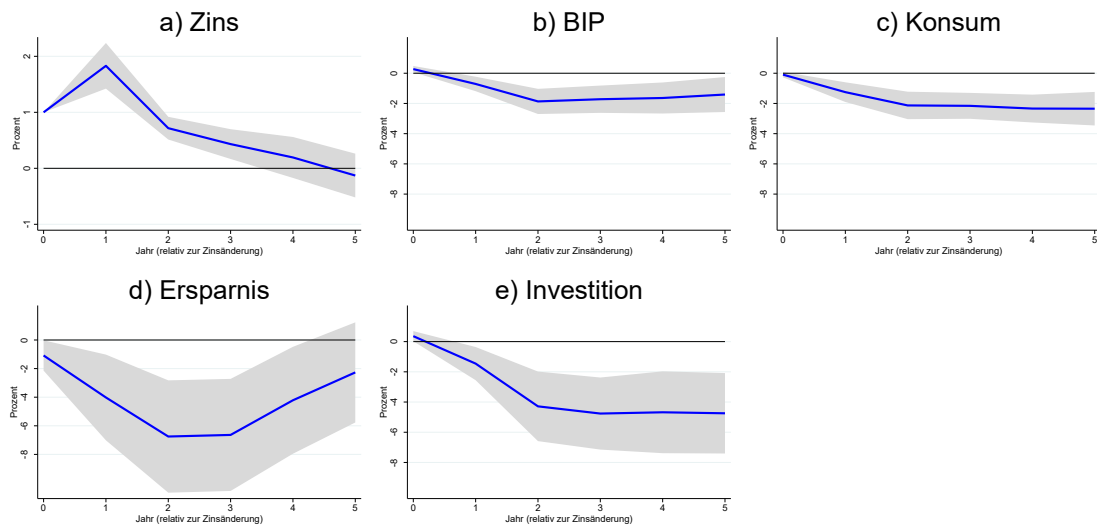 a) Zins
Prozent
2
1
0
-1
0 1 2 3 4 5
Jahr (relativ zur Zinsänderung)
b) BIP
Prozent
0
-2
-4
-6
-8
0 1 2 3 4 5
Jahr (relativ zur Zinsänderung)
c) Konsum
Prozent
0
-2
-4
-6
-8
0 1 2 3 4 5
Jahr (relativ zur Zinsänderung)
d) Ersparnis
Prozent
0
-2
-4
-6
-8
0 1 2 3 4 5
Jahr (relativ zur Zinsänderung)
e) Investition
Prozent
0
-2
-4
-6
-8
0 1 2 3 4 5
Jahr (relativ zur Zinsänderung)